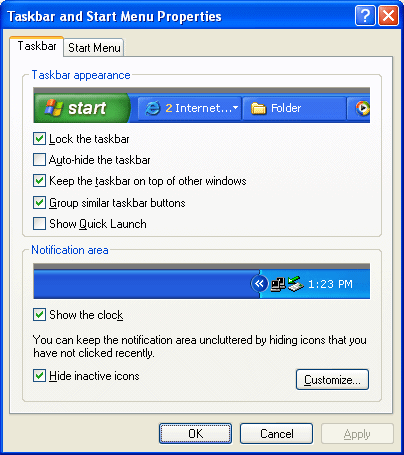 Taskbar and Start Menu Properties
Taskbar
Start Menu
Taskbar appearance
start
2 Internet...
Folder
Lock the taskbar
Auto-hide the taskbar
Keep the taskbar on top of other windows
Group similar taskbar buttons
Show Quick Launch
Notification area
1:23 PM
Show the clock
You can keep the notification area uncluttered by hiding icons that you
have not clicked recently.
Hide inactive icons
Customize...
OK
Cancel
Apply